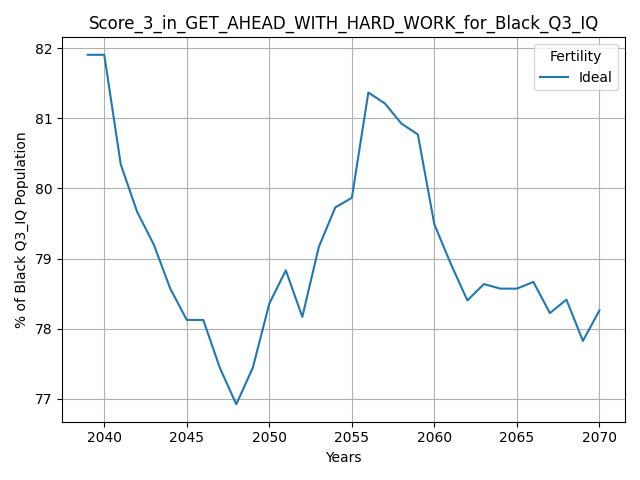 Score_3_in_GET_AHEAD_WITH_HARD_WORK_for_Black_Q3_IQ
Fertility
Ideal
% of Black Q3_IQ Population
82
81
80
79
78
77
2040
2045
2050
2055
2060
2065
2070
Years